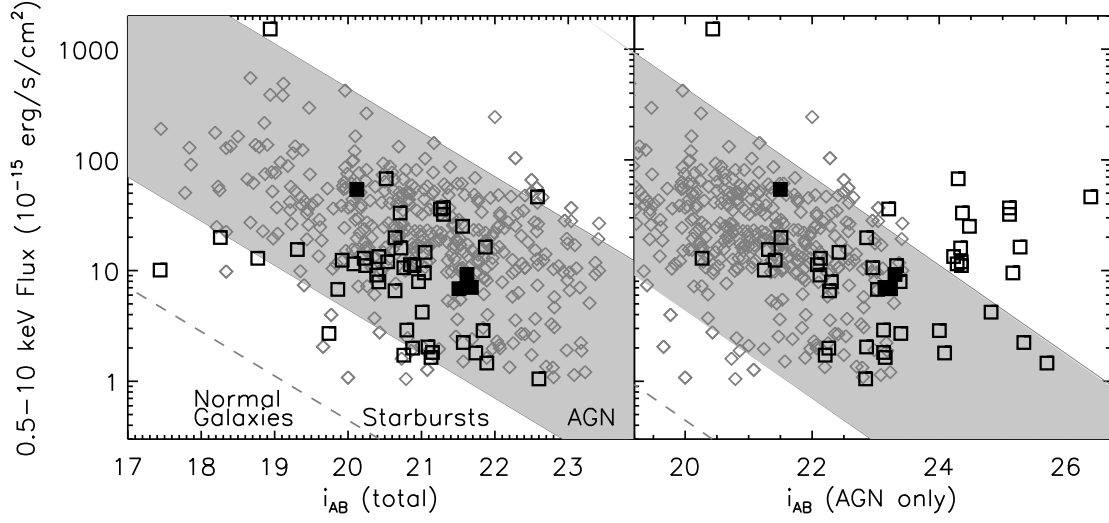 0.5−10 keV Flux (10⁻¹⁵ erg/s/cm²)
1000
100
10
1
Normal
Galaxies
Starbursts
AGN
17 18 19 20 21 22 23
20 22 24 26
i_AB (total)
i_AB (AGN only)